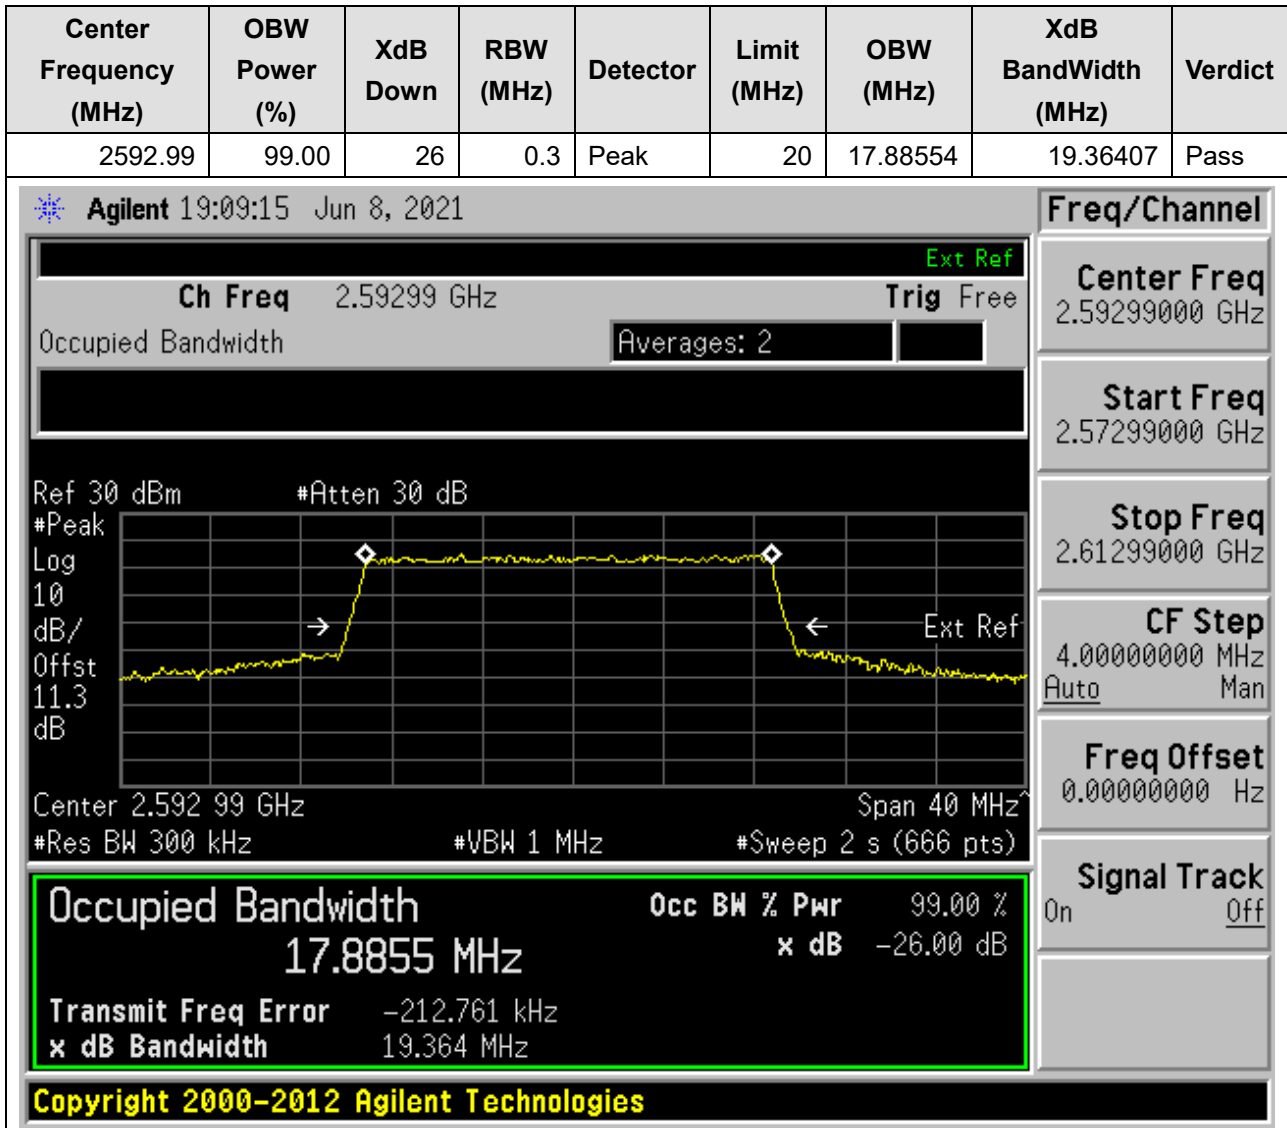 Center Frequency (MHz) OBW Power (%) XdB Down RBW (MHz) Detector Limit (MHz) OBW (MHz) XdB BandWidth (MHz) Verdict
2592.99 99.00 26 0.3 Peak 20 17.88554 19.36407 Pass
Agilent 19:09:15 Jun 8, 2021
Freq/Channel
Ext Ref
Ch Freq 2.59299 GHz Trig Free
Occupied Bandwidth Averages: 2
Center Freq
2.59299000 GHz
Start Freq
2.57299000 GHz
Stop Freq
2.61299000 GHz
CF Step
4.00000000 MHz
Auto Man
Freq Offset
0.00000000 Hz
Signal Track
On Off
Ref 30 dBm #Atten 30 dB
#Peak
Log
10
dB/
Offst
11.3
dB
Ext Ref
Center 2.592 99 GHz Span 40 MHz^
#Res BW 300 kHz #VBW 1 MHz #Sweep 2 s (666 pts)
Occupied Bandwidth Occ BW % Pwr 99.00 %
17.8855 MHz x dB -26.00 dB
Transmit Freq Error -212.761 kHz
x dB Bandwidth 19.364 MHz
Copyright 2000-2012 Agilent Technologies